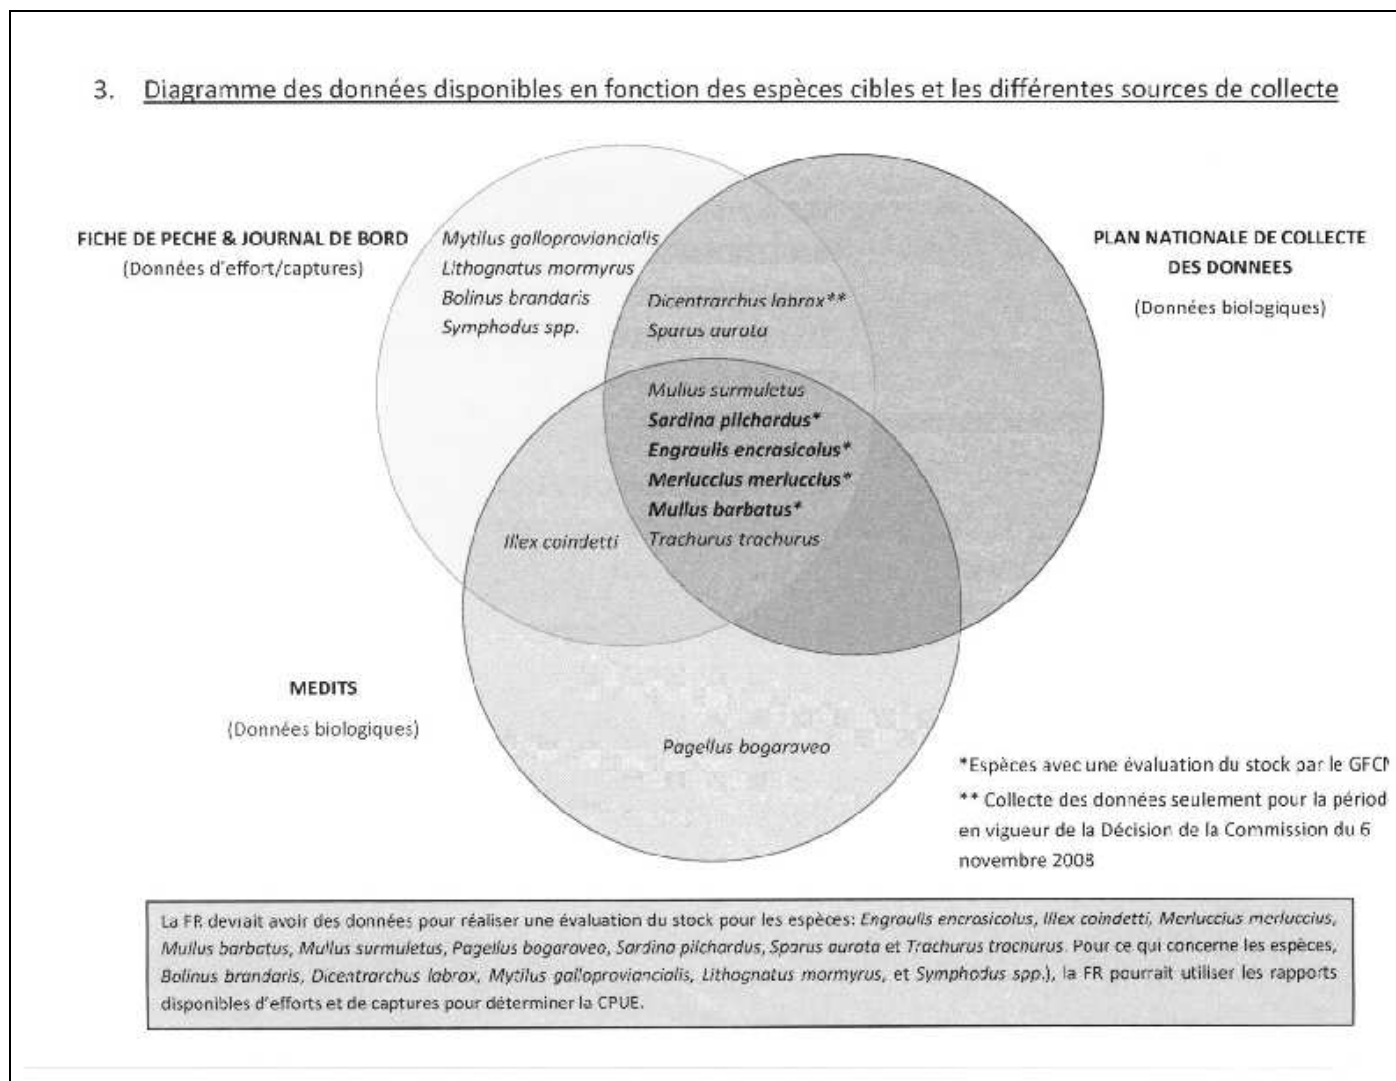 3. Diagramme des données disponibles en fonction des espèces cibles et les différentes sources de collecte
FICHE DE PECHE & JOURNAL DE BORD
(Données d'effort/captures)
Mytilus galloproviancialis
Lithognatus mormyrus
Bolinus brandaris
Symphodus spp.
PLAN NATIONALE DE COLLECTE
DES DONNEES
(Données biologiques)
Dicentrarchus labrax**
Sparus aurata
Mullus surmuletus
Sardina pilchardus*
Engraulis encrasicolus*
Merluccius merluccius*
Mullus barbatus*
Trachurus trachurus
Illex coindetti
MEDITS
(Données biologiques)
Pagellus bogaraveo
*Espèces avec une évaluation du stock par le GFCM
** Collecte des données seulement pour la périod
en vigueur de la Décision de la Commission du 6
novembre 2008
La FR devrait avoir des données pour réaliser une évaluation du stock pour les espèces: Engraulis encrasicolus, Illex coindetti, Merluccius merluccius,
Mullus barbatus, Mullus surmuletus, Pagellus bogaraveo, Sardina pilchardus, Sparus aurata et Trachurus trachurus. Pour ce qui concerne les espèces,
Bolinus brandaris, Dicentrarchus labrax, Mytilus galloproviancialis, Lithognatus mormyrus, et Symphodus spp.), la FR pourrait utiliser les rapports
disponibles d'efforts et de captures pour déterminer la CPUE.